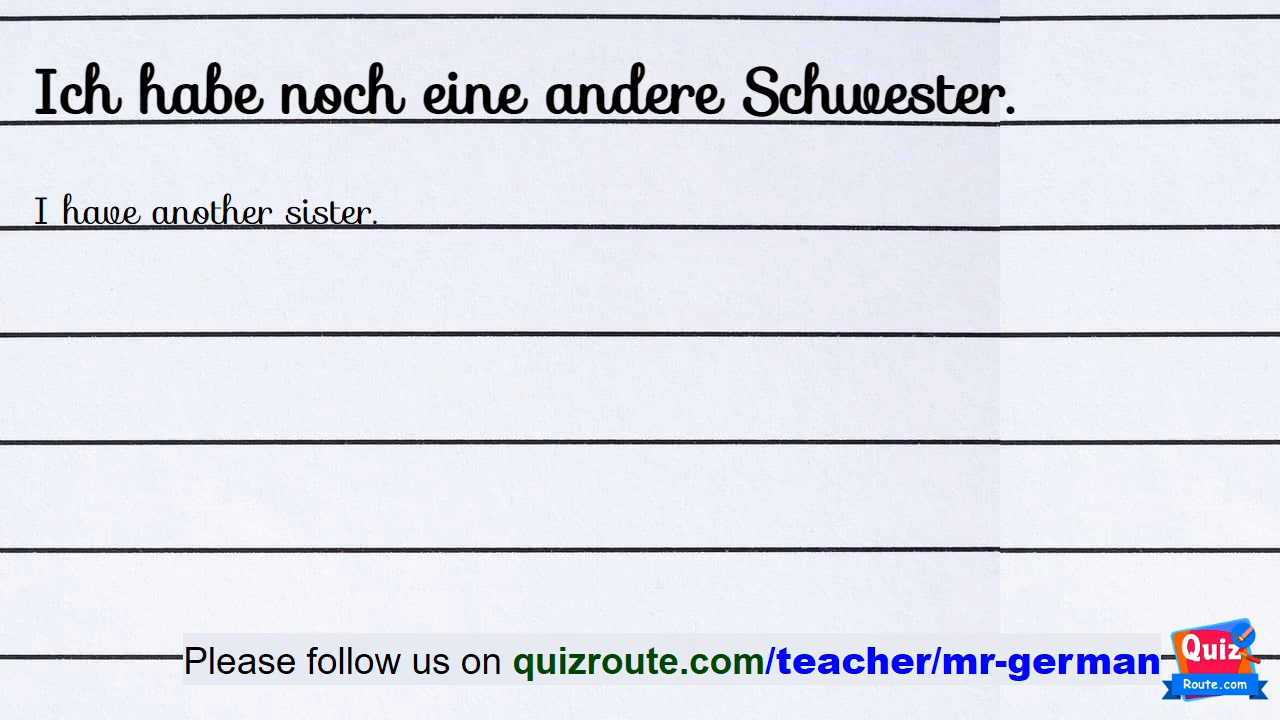 Ich habe noch eine andere Schwester.
I have another sister.
Please follow us on quizroute.com/teacher/mr-german
Quiz
Route.com